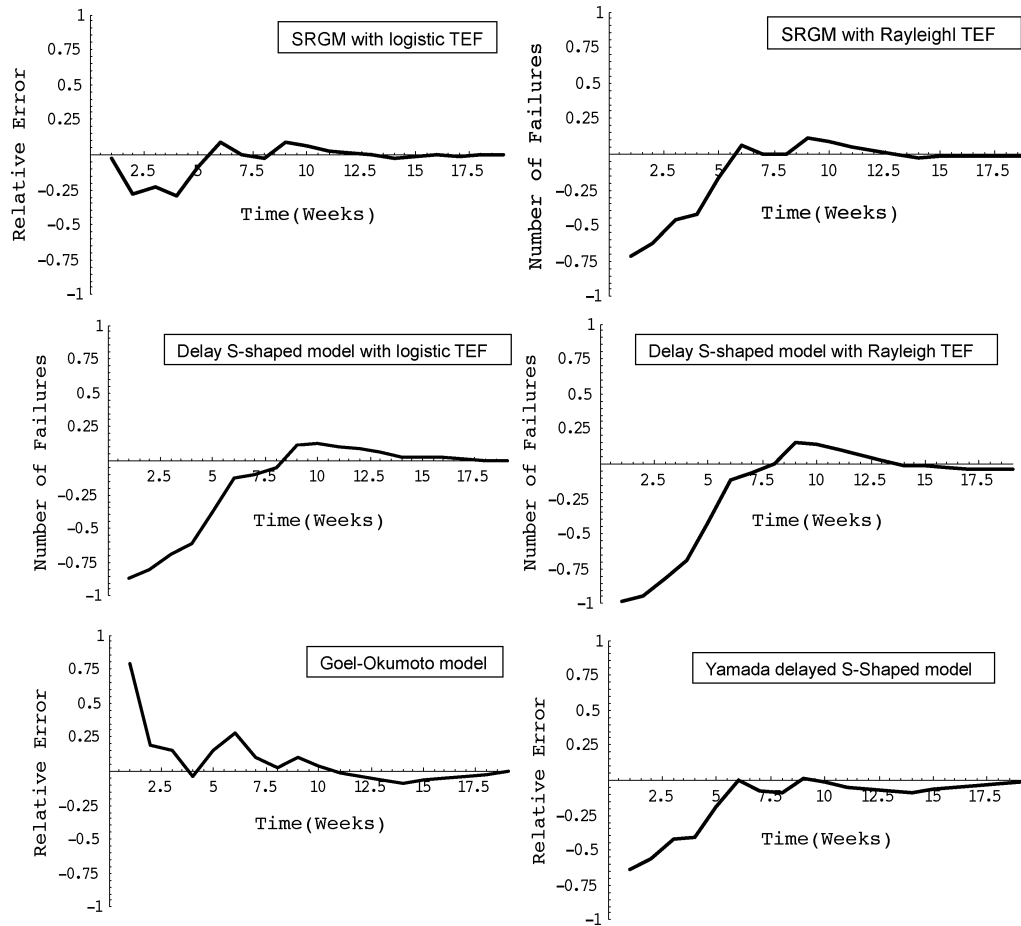 SRGM with logistic TEF
Relative Error
1
0.75
0.5
0.25
-0.25
-0.5
-0.75
-1
2.5 5 7.5 10 12.5 15 17.5
Time(Weeks)
SRGM with Rayleighl TEF
Number of Failures
1
0.75
0.5
0.25
-0.25
-0.5
-0.75
-1
2.5 5 7.5 10 12.5 15 17.5
Time(Weeks)
Delay S-shaped model with logistic TEF
Number of Failures
1
0.75
0.5
0.25
-0.25
-0.5
-0.75
-1
2.5 5 7.5 10 12.5 15 17.5
Time(Weeks)
Delay S-shaped model with Rayleigh TEF
Number of Failures
1
0.75
0.5
0.25
-0.25
-0.5
-0.75
-1
2.5 5 7.5 10 12.5 15 17.5
Time(Weeks)
Goel-Okumoto model
Relative Error
1
0.75
0.5
0.25
-0.25
-0.5
-0.75
-1
2.5 5 7.5 10 12.5 15 17.5
Time(Weeks)
Yamada delayed S-Shaped model
Relative Error
1
0.75
0.5
0.25
-0.25
-0.5
-0.75
-1
2.5 5 7.5 10 12.5 15 17.5
Time(Weeks)